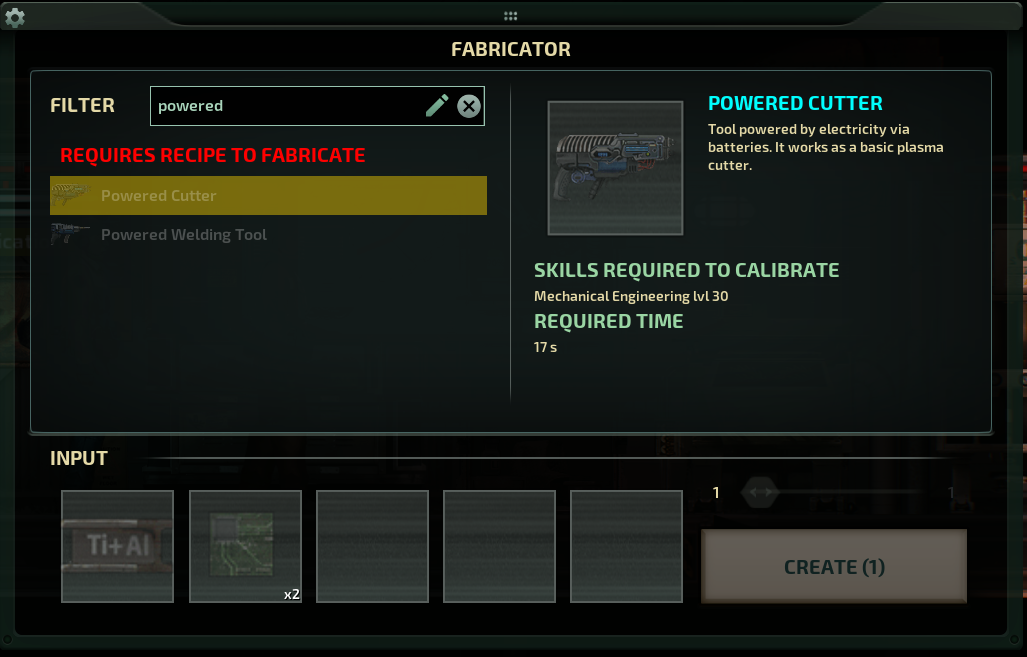 FABRICATOR
FILTER
powered
REQUIRES RECIPE TO FABRICATE
Powered Cutter
Powered Welding Tool
POWERED CUTTER
Tool powered by electricity via
batteries. It works as a basic plasma
cutter.
SKILLS REQUIRED TO CALIBRATE
Mechanical Engineering lvl 30
REQUIRED TIME
17 s
INPUT
Ti+Al
x2
1
1
CREATE (1)